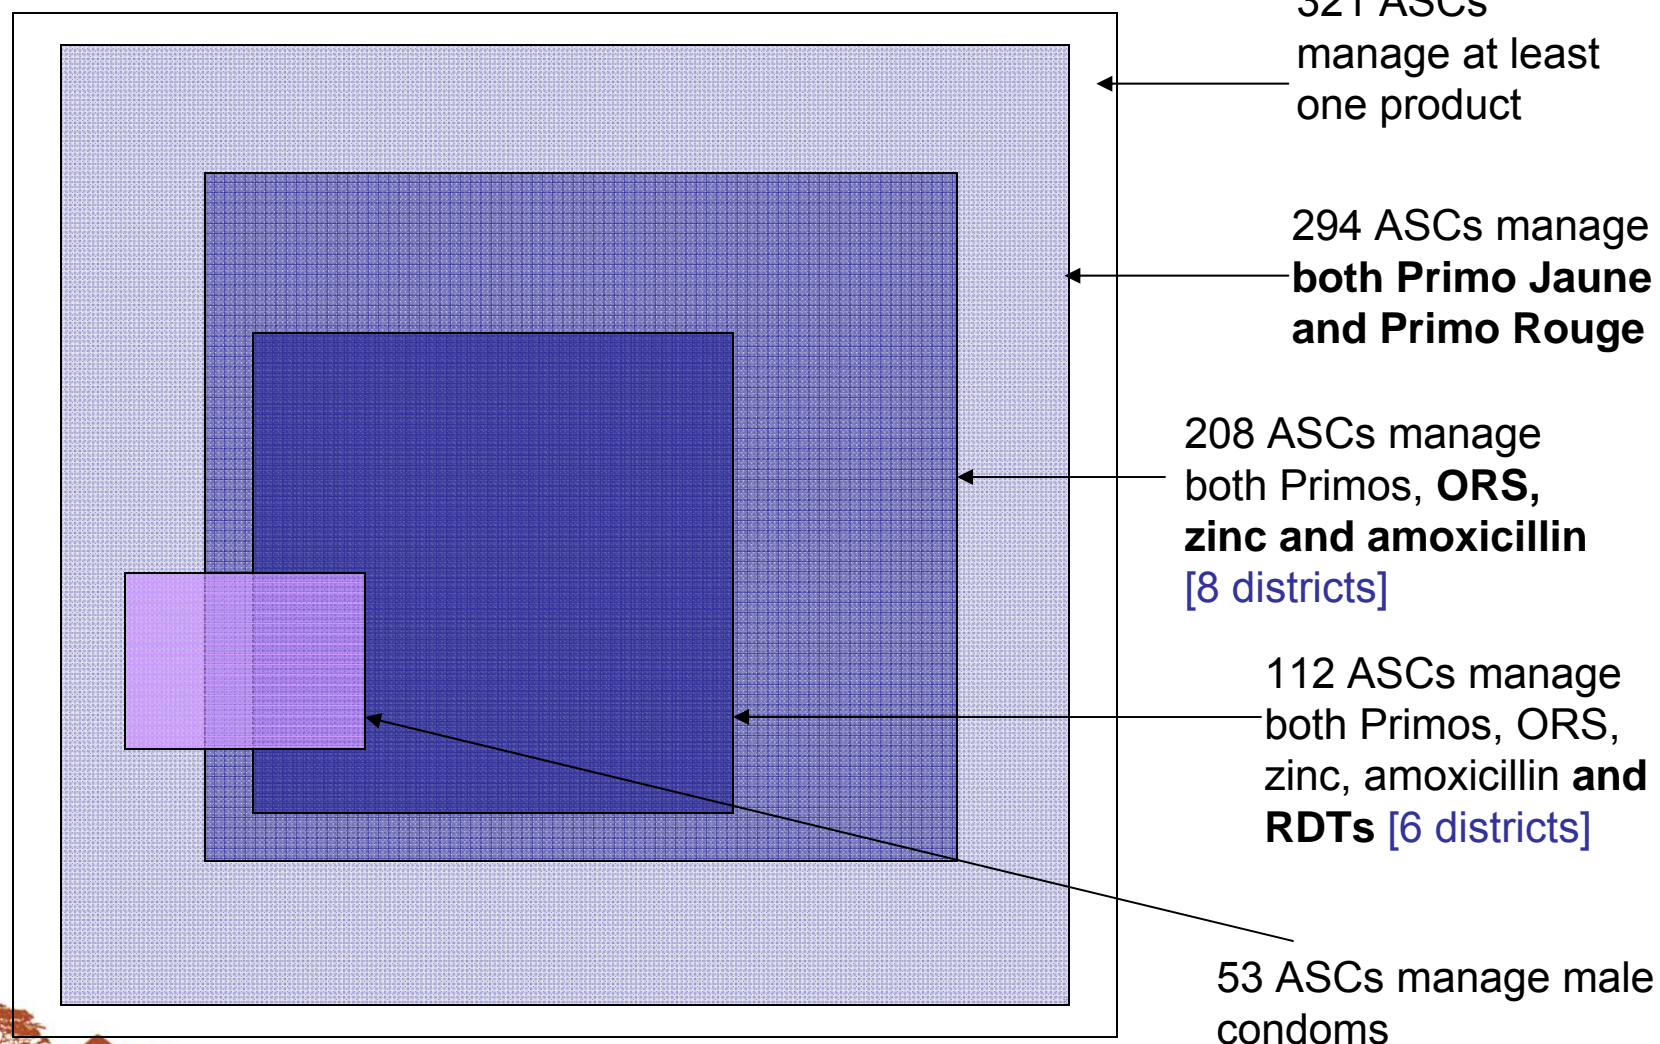 321 ASCs
manage at least
one product
294 ASCs manage
both Primo Jaune
and Primo Rouge
208 ASCs manage
both Primos, ORS,
zinc and amoxicillin
[8 districts]
112 ASCs manage
both Primos, ORS,
zinc, amoxicillin and
RDTs [6 districts]
53 ASCs manage male
condoms